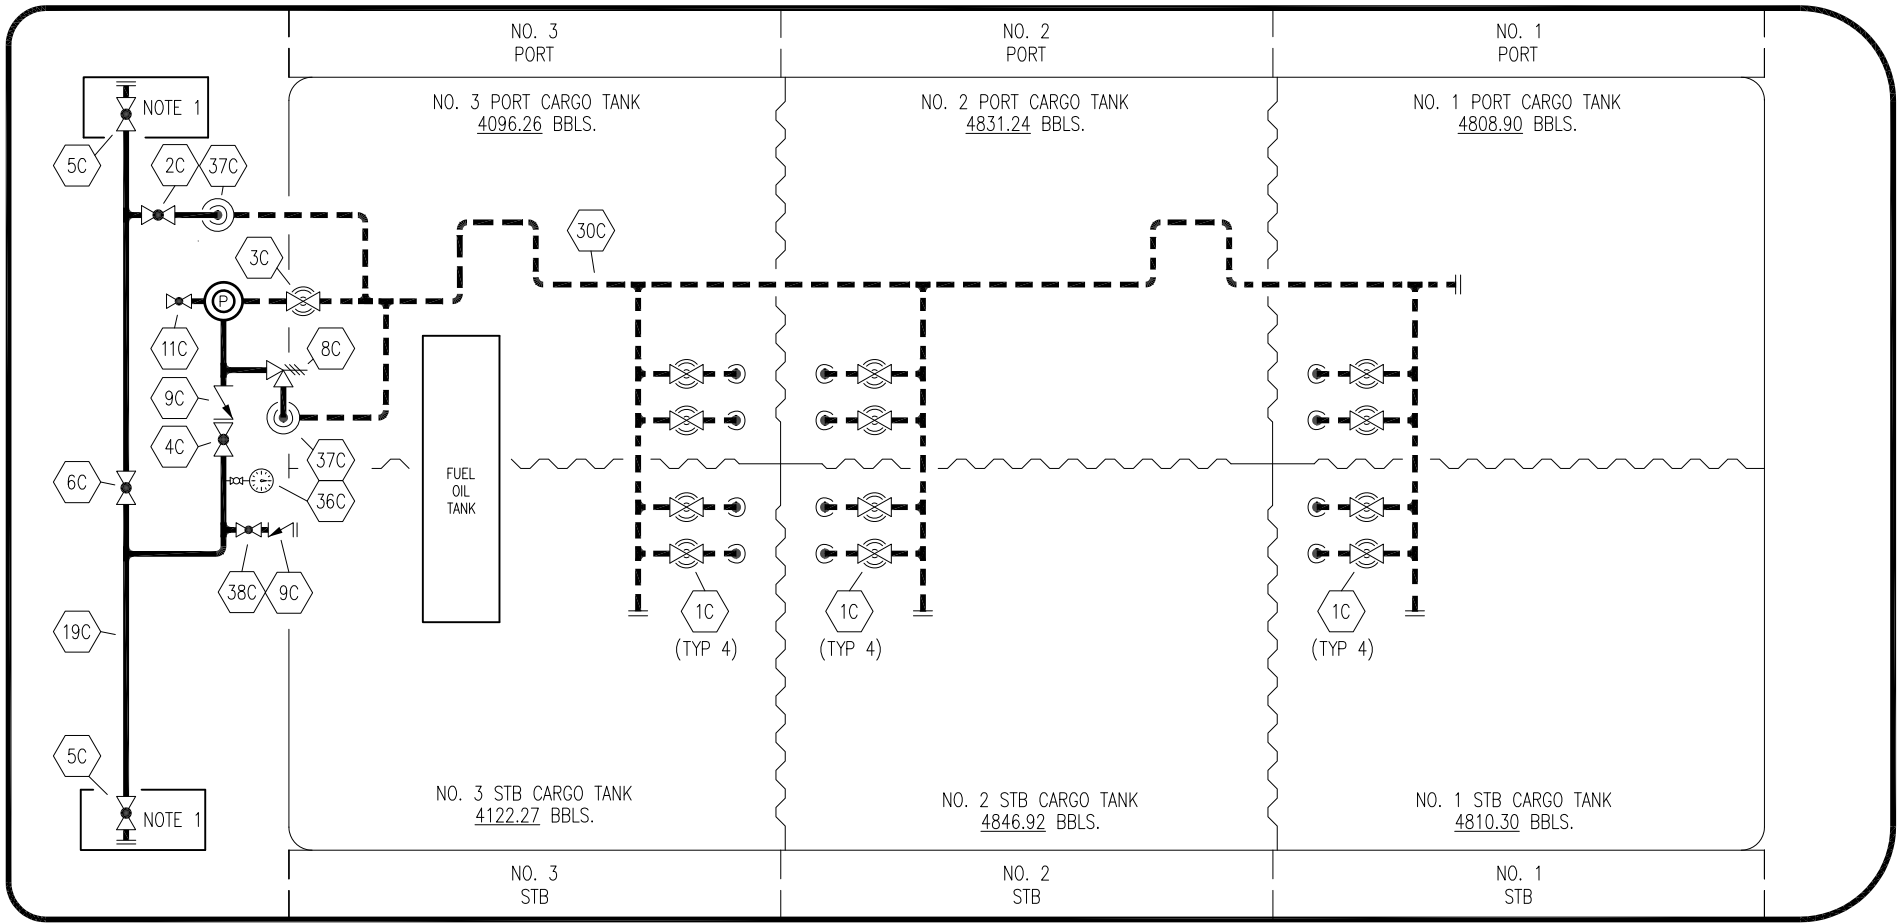 NO. 3
PORT
NO. 2
PORT
NO. 1
PORT
NOTE 1
NO. 3 PORT CARGO TANK
4096.26 BBLS.
NO. 2 PORT CARGO TANK
4831.24 BBLS.
NO. 1 PORT CARGO TANK
4808.90 BBLS.
5C
2C
37C
3C
30C
P
11C
8C
9C
4C
37C
6C
36C
FUEL
OIL
TANK
38C
9C
19C
1C
(TYP 4)
1C
(TYP 4)
1C
(TYP 4)
5C
NOTE 1
NO. 3 STB CARGO TANK
4122.27 BBLS.
NO. 2 STB CARGO TANK
4846.92 BBLS.
NO. 1 STB CARGO TANK
4810.30 BBLS.
NO. 3
STB
NO. 2
STB
NO. 1
STB